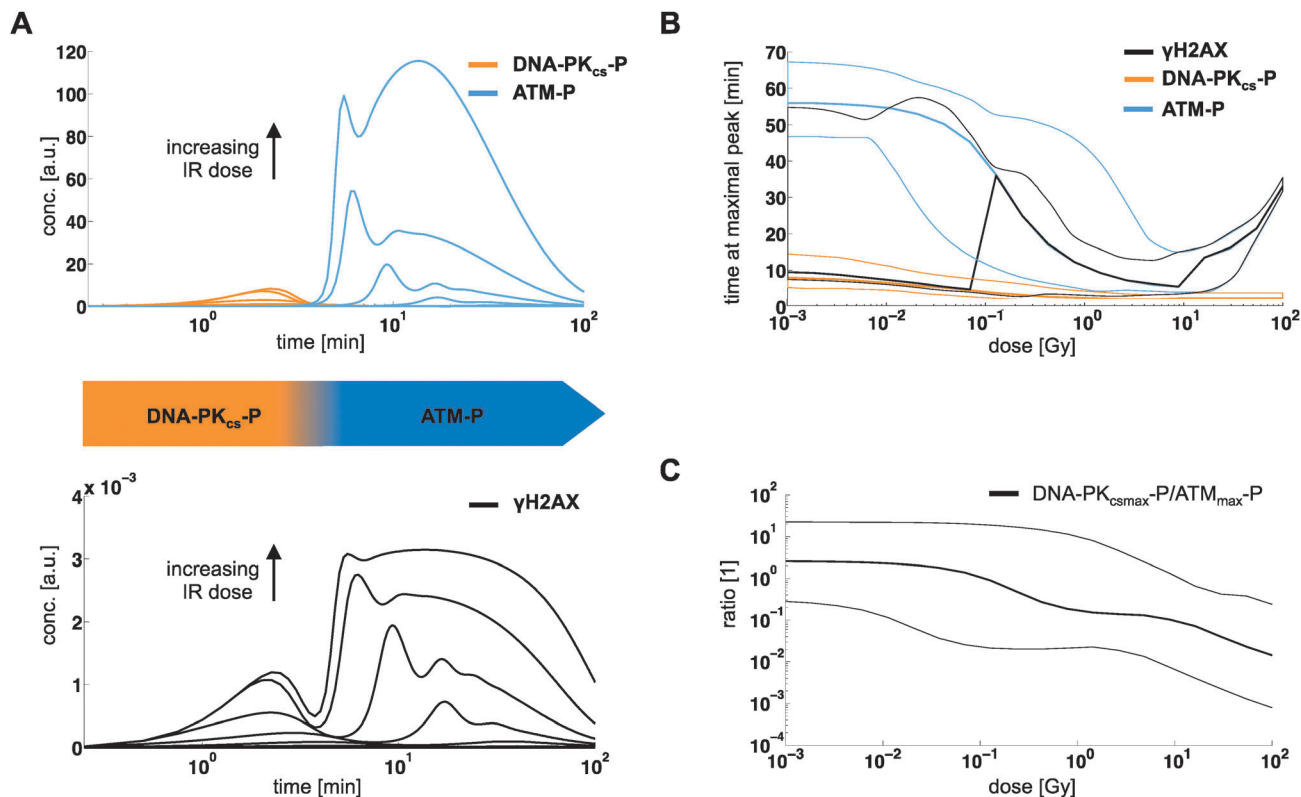 A
120
100
80
60
40
20
0
conc. [a.u.]
increasing
IR dose
DNA-PKcs-P
ATM-P
10^0 10^1 10^2
time [min]
DNA-PKcs-P ATM-P
4 x 10^−3
3
2
1
0
conc. [a.u.]
increasing
IR dose
γH2AX
10^0 10^1 10^2
time [min]
B
70
60
50
40
30
20
10
0
time at maximal peak [min]
γH2AX
DNA-PKcs-P
ATM-P
10^−3 10^−2 10^−1 10^0 10^1 10^2
dose [Gy]
C
10^2
10^1
10^0
10^−1
10^−2
10^−3
10^−4
ratio [1]
DNA-PKcsmax-P/ATMmax-P
10^−3 10^−2 10^−1 10^0 10^1 10^2
dose [Gy]